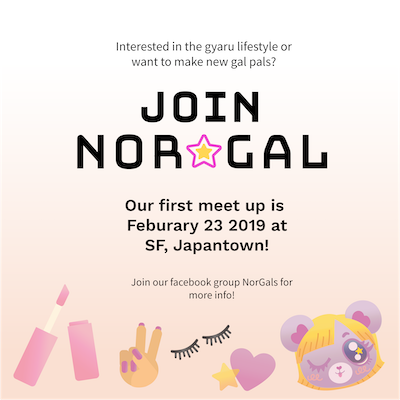 Interested in the gyaru lifestyle or
want to make new gal pals?
JOIN
NOR GAL
Our first meet up is
Feburary 23 2019 at
SF, Japantown!
Join our facebook group NorGals for
more info!